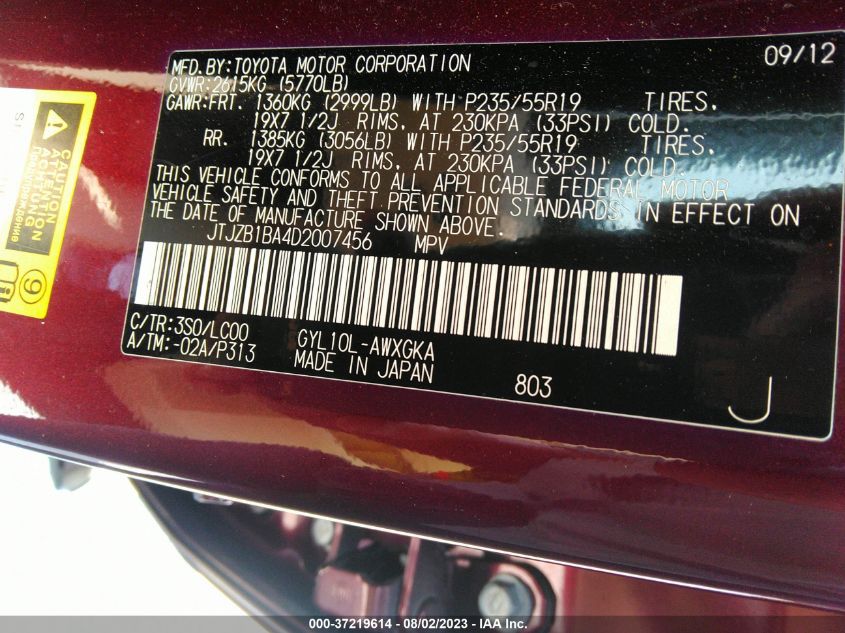 MFD.BY:TOYOTA MOTOR CORPORATION 09/12
GVWR:2615KG (5770LB)
GAWR:FRT. 1360KG (2999LB) WITH P235/55R19 TIRES.
19X7 1/2J RIMS, AT 230KPA (33PSI) COLD.
RR. 1385KG (3056LB) WITH P235/55R19 TIRES.
19X7 1/2J RIMS, AT 230KPA (33PSI) COLD.
THIS VEHICLE CONFORMS TO ALL APPLICABLE FEDERAL MOTOR
VEHICLE SAFETY AND THEFT PREVENTION STANDARDS IN EFFECT ON
THE DATE OF MANUFACTURE SHOWN ABOVE.
JTJZB1BA4D2007456 MPV
C/TR:3S0/LC00 GYL10L-AWXGKA
A/TM:-02A/P313 MADE IN JAPAN 803
J
CAUTION
ATTENTION
ACHTUNG
Предупреждение
9
000-37219614 - 08/02/2023 - IAA Inc.